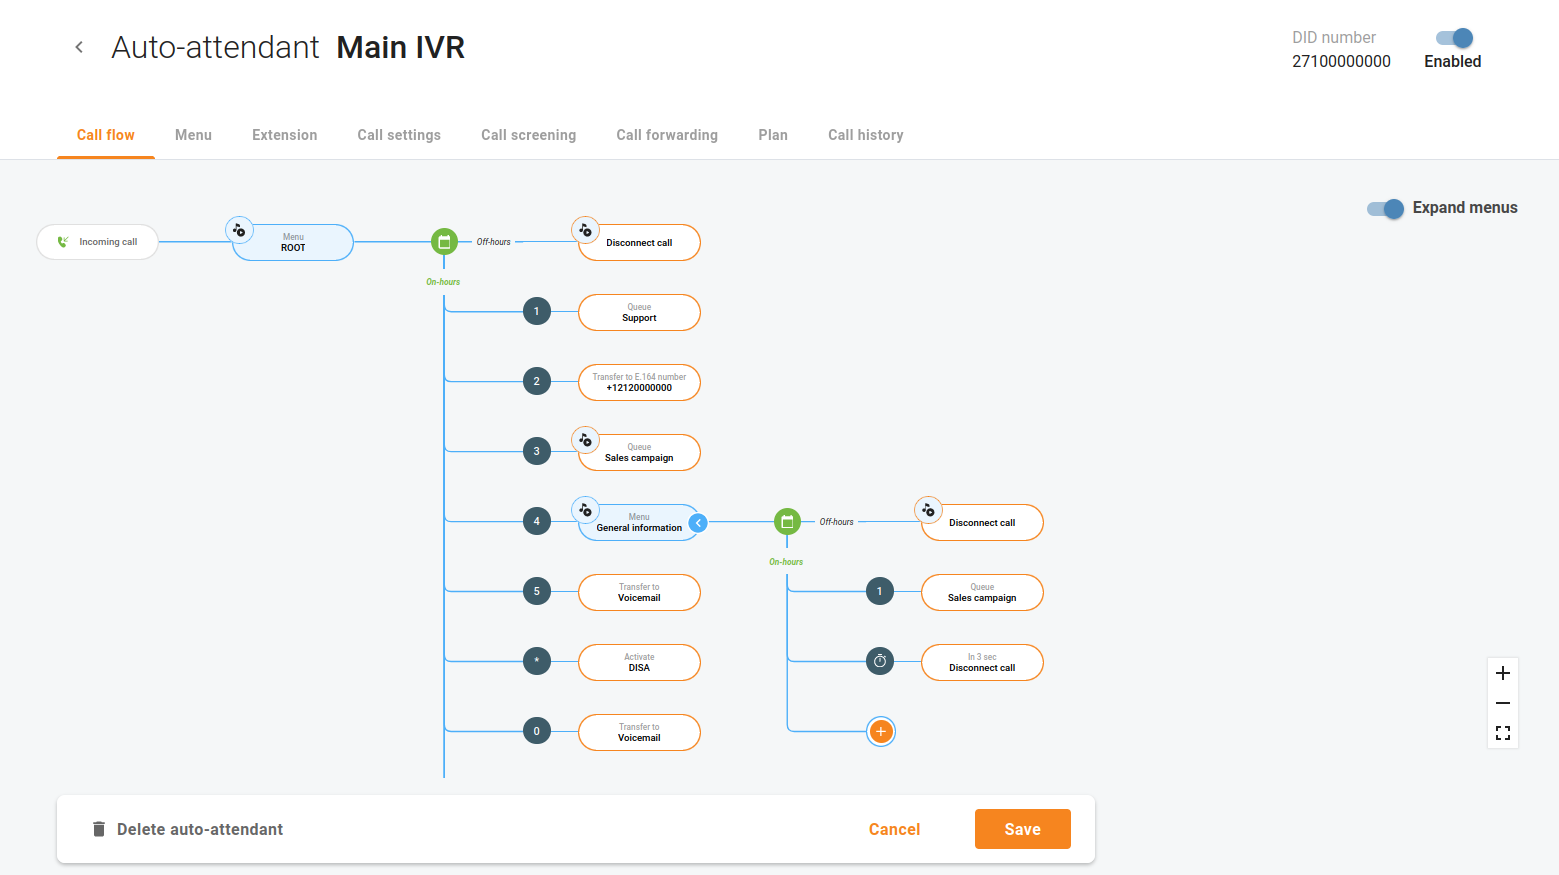 Auto-attendant Main IVR
DID number
27100000000
Enabled
Call flow Menu Extension Call settings Call screening Call forwarding Plan Call history
Expand menus
Incoming call
Menu
ROOT
Off-hours
Disconnect call
On-hours
1
Queue
Support
2
Transfer to E.164 number
+12120000000
3
Queue
Sales campaign
4
Menu
General information
Off-hours
Disconnect call
On-hours
5
Transfer to
Voicemail
1
Queue
Sales campaign
*
Activate
DISA
In 3 sec
Disconnect call
0
Transfer to
Voicemail
Delete auto-attendant
Cancel
Save